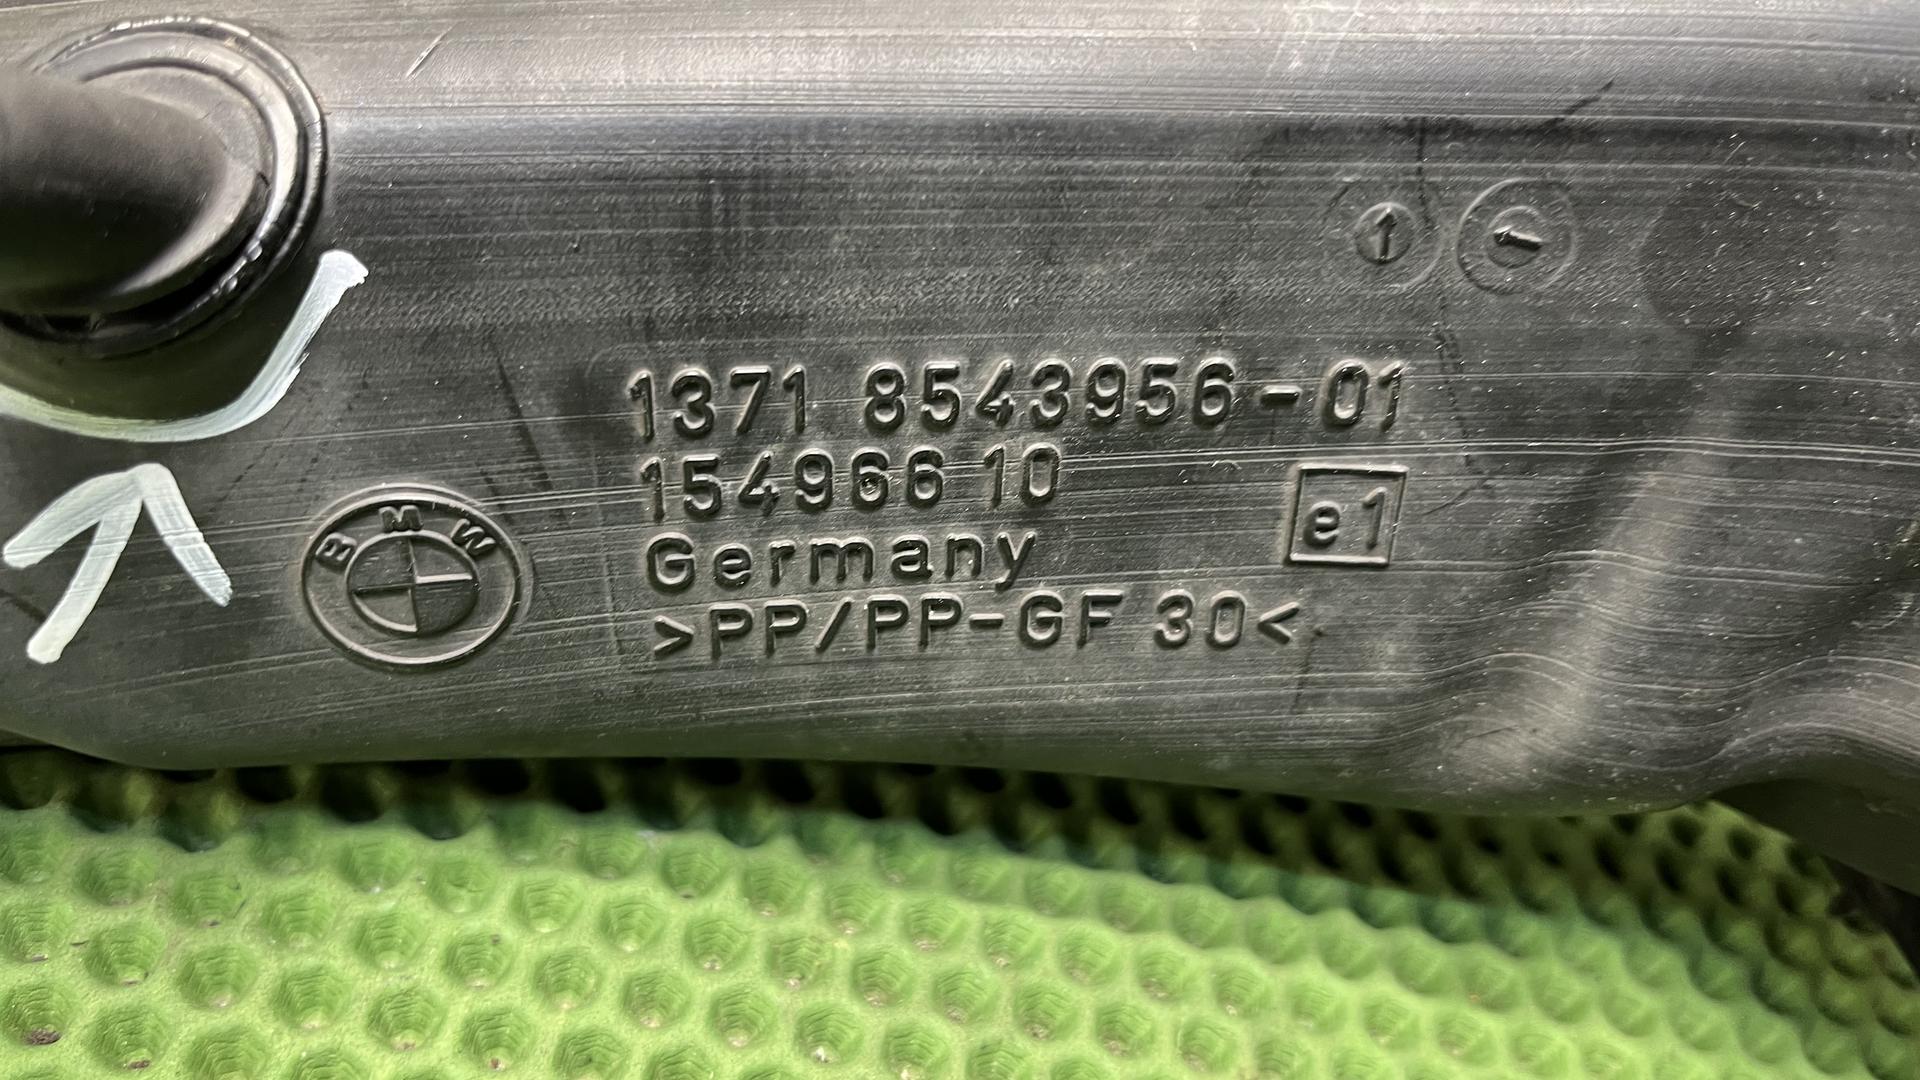 1371 8543956-01
154966 10
e1
Germany
>PP/PP-GF 30<
BMW